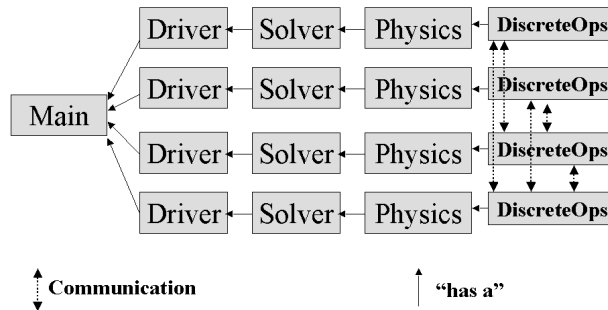 Driver Solver Physics DiscreteOps
Driver Solver Physics DiscreteOps
Main
Driver Solver Physics DiscreteOps
Driver Solver Physics DiscreteOps
Communication “has a”